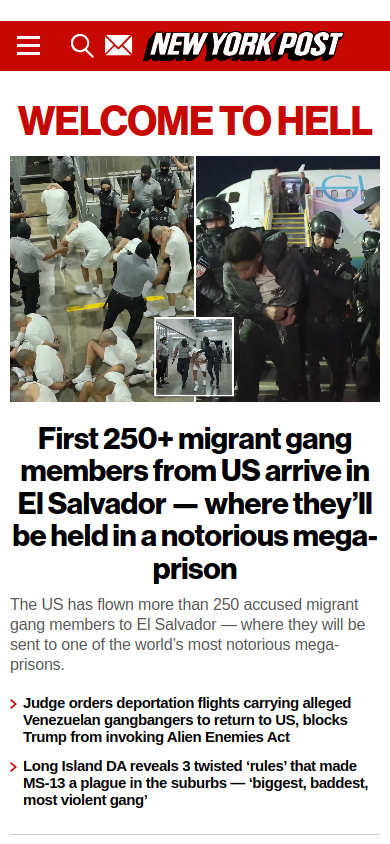 NEW YORK POST
WELCOME TO HELL
First 250+ migrant gang
members from US arrive in
El Salvador — where they’ll
be held in a notorious mega-
prison
The US has flown more than 250 accused migrant
gang members to El Salvador — where they will be
sent to one of the world’s most notorious mega-
prisons.
Judge orders deportation flights carrying alleged
Venezuelan gangbangers to return to US, blocks
Trump from invoking Alien Enemies Act
Long Island DA reveals 3 twisted ‘rules’ that made
MS-13 a plague in the suburbs — ‘biggest, baddest,
most violent gang’